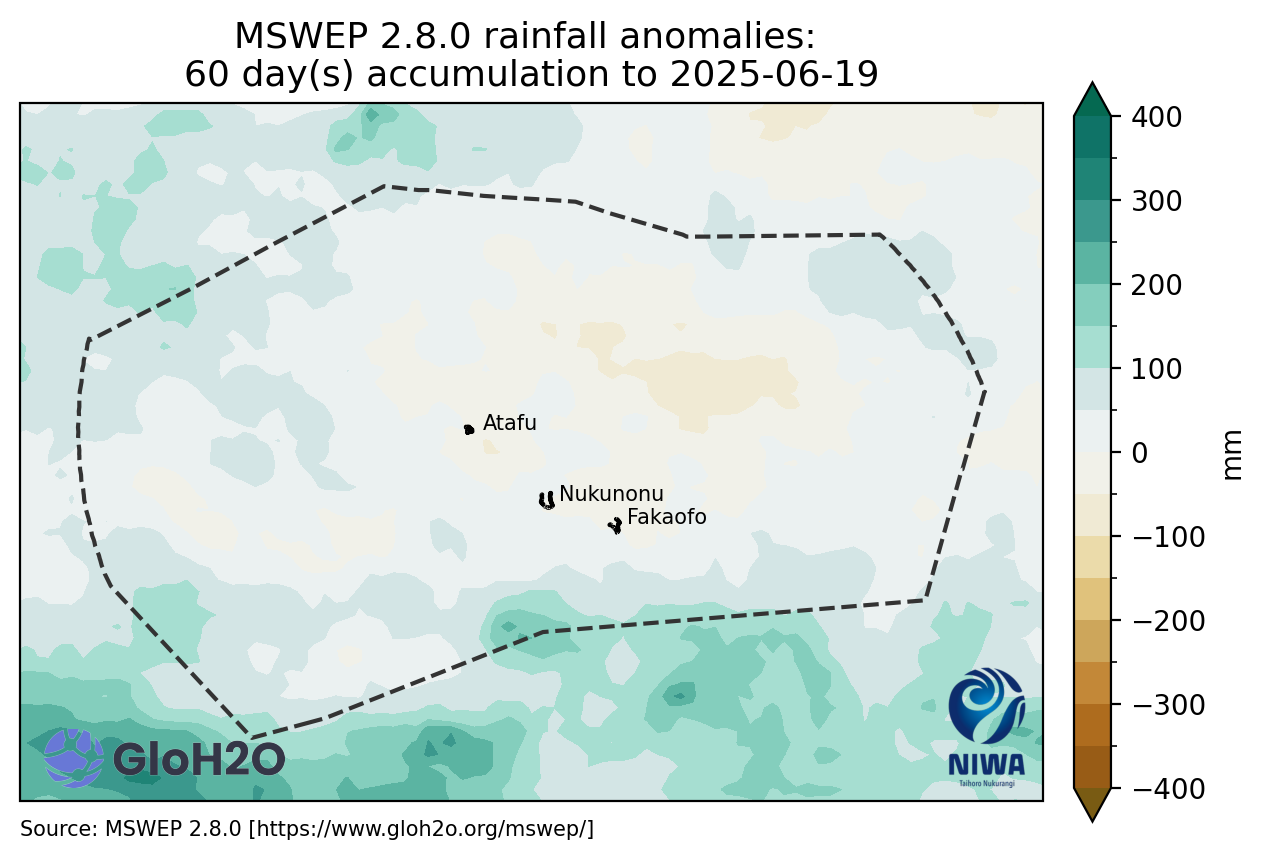 MSWEP 2.8.0 rainfall anomalies:
60 day(s) accumulation to 2025-06-19
400
300
200
100
0
−100
−200
−300
−400
mm
Atafu
Nukunonu
Fakaofo
GloH2O
NIWA
Taihoro Nukurangi
Source: MSWEP 2.8.0 [https://www.gloh2o.org/mswep/]